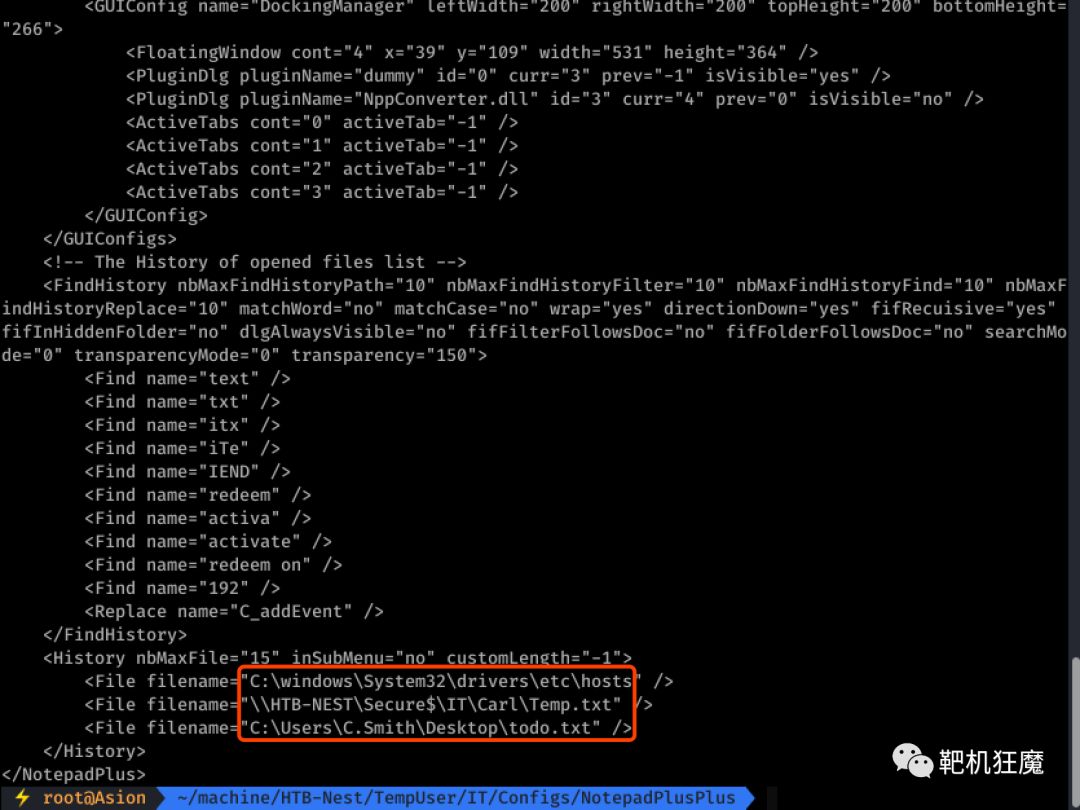 <GUIConfig name="DockingManager" leftWidth="200" rightWidth="200" topHeight="200" bottomHeight=
"266">
<FloatingWindow cont="4" x="39" y="109" width="531" height="364" />
<PluginDlg pluginName="dummy" id="0" curr="3" prev="-1" isVisible="yes" />
<PluginDlg pluginName="NppConverter.dll" id="3" curr="4" prev="0" isVisible="no" />
<ActiveTabs cont="0" activeTab="-1" />
<ActiveTabs cont="1" activeTab="-1" />
<ActiveTabs cont="2" activeTab="-1" />
<ActiveTabs cont="3" activeTab="-1" />
</GUIConfig>
</GUIConfigs>
<!-- The History of opened files list -->
<FindHistory nbMaxFindHistoryPath="10" nbMaxFindHistoryFilter="10" nbMaxFindHistoryFind="10" nbMaxF
indHistoryReplace="10" matchWord="no" matchCase="no" wrap="yes" directionDown="yes" fifRecuisive="yes"
fifInHiddenFolder="no" dlgAlwaysVisible="no" fifFilterFollowsDoc="no" fifFolderFollowsDoc="no" searchMo
de="0" transparencyMode="0" transparency="150">
<Find name="text" />
<Find name="txt" />
<Find name="itx" />
<Find name="iTe" />
<Find name="IEND" />
<Find name="redeem" />
<Find name="activa" />
<Find name="activate" />
<Find name="redeem on" />
<Find name="192" />
<Replace name="C_addEvent" />
</FindHistory>
<History nbMaxFile="15" inSubMenu="no" customLength="-1">
<File filename="C:\windows\System32\drivers\etc\hosts" />
<File filename="\\HTB-NEST\Secure$\IT\Carl\Temp.txt" />
<File filename="C:\Users\C.Smith\Desktop\todo.txt" />
</History>
</NotepadPlus>
靶机狂魔
root@Asion ~/machine/HTB-Nest/TempUser/IT/Configs/NotepadPlusPlus